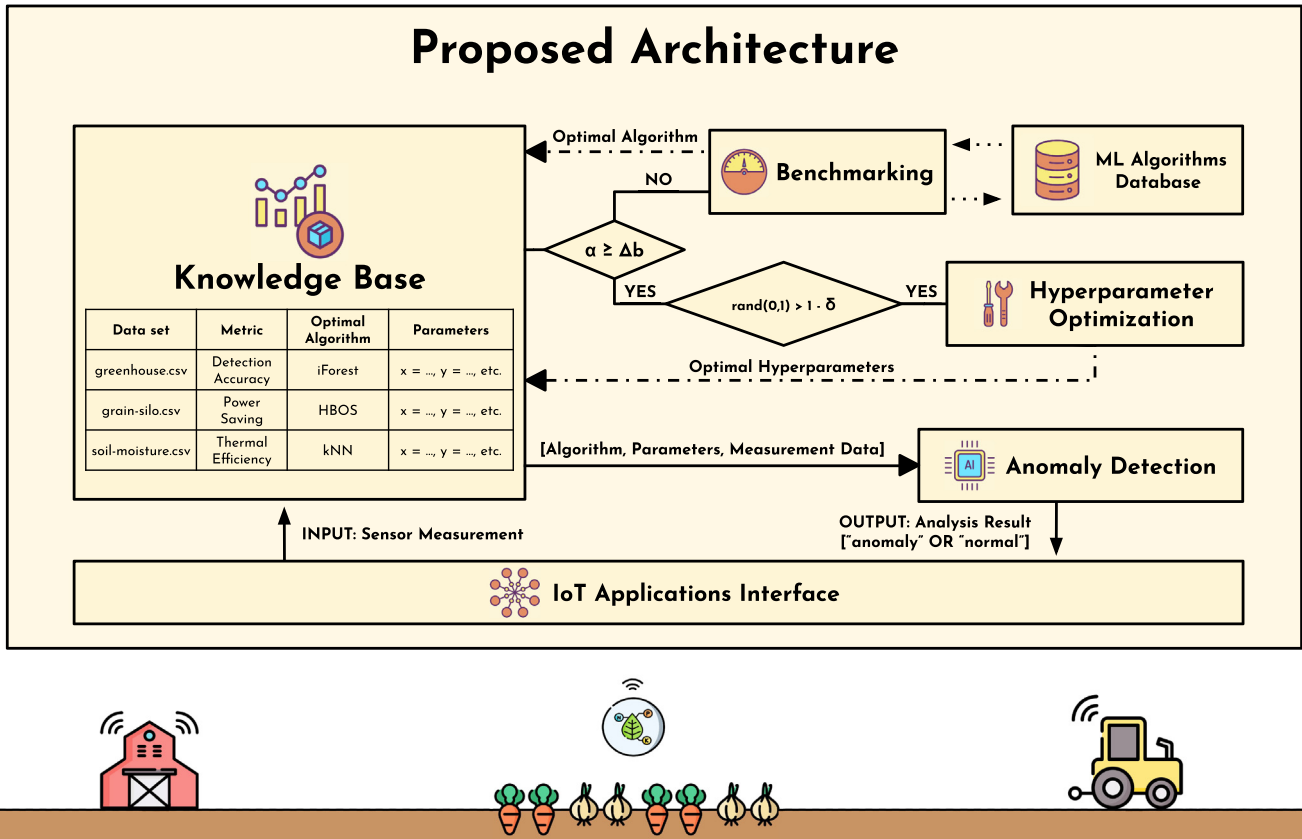 Proposed Architecture
Optimal Algorithm
Benchmarking
ML Algorithms
Database
NO
α ≥ Δb
YES
rand(0,1) > 1 - δ
YES
Hyperparameter
Optimization
Optimal Hyperparameters
Knowledge Base
Data set Metric Optimal Algorithm Parameters
greenhouse.csv Detection Accuracy iForest x = ..., y = ..., etc.
grain-silo.csv Power Saving HBOS x = ..., y = ..., etc.
soil-moisture.csv Thermal Efficiency kNN x = ..., y = ..., etc.
[Algorithm, Parameters, Measurement Data]
AI
Anomaly Detection
INPUT: Sensor Measurement
OUTPUT: Analysis Result
["anomaly" OR "normal"]
IoT Applications Interface
N
P
K